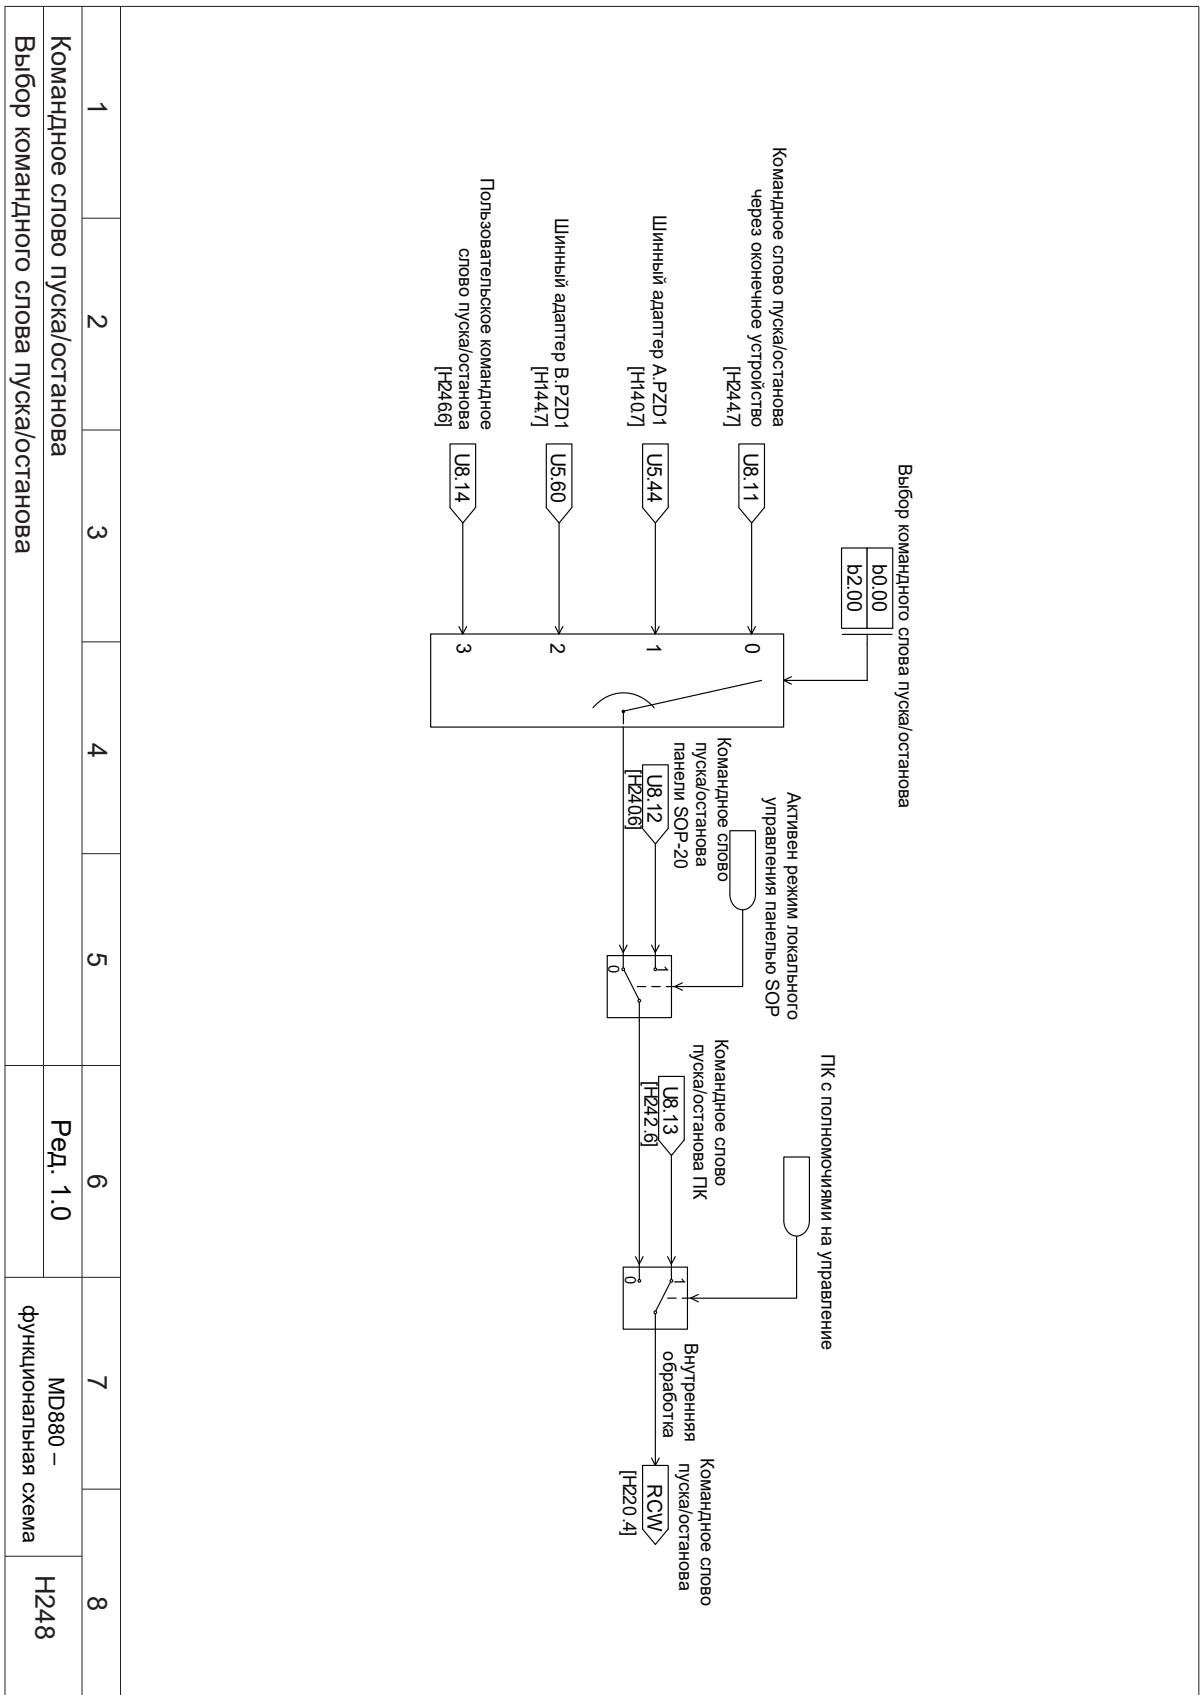 Выбор командного слова пуска/останова
b0.00
b2.00
Командное слово пуска/останова
через оконечное устройство
[H244.7]
U8.11
Шинный адаптер A.PZD1
[H140.7]
U5.44
Шинный адаптер B.PZD1
[H144.7]
U5.60
Пользовательское командное
слово пуска/останова
[H246.6]
U8.14
0
1
2
3
Активен режим локального
управления панелью SOP
Командное слово
пуска/останова
панели SOP-20
U8.12
[H240.6]
1
0
ПК с полномочиями на управление
Командное слово
пуска/останова ПК
U8.13
[H242.6]
1
0
Внутренняя
обработка
Командное слово
пуска/останова
RCW
[H220.4]
1
2
3
4
5
6
7
8
Командное слово пуска/останова
Выбор командного слова пуска/останова
Ред. 1.0
MD880 –
функциональная схема
H248